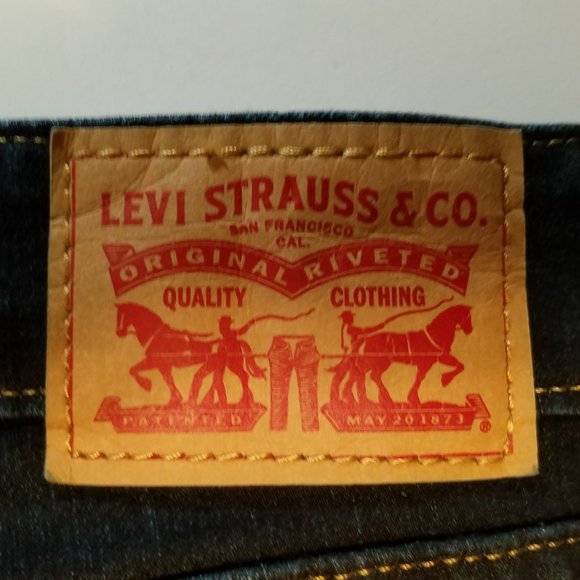 LEVI STRAUSS & CO.
SAN FRANCISCO
CAL.
ORIGINAL RIVETED
QUALITY CLOTHING
PATENTED MAY 20 1873 ®